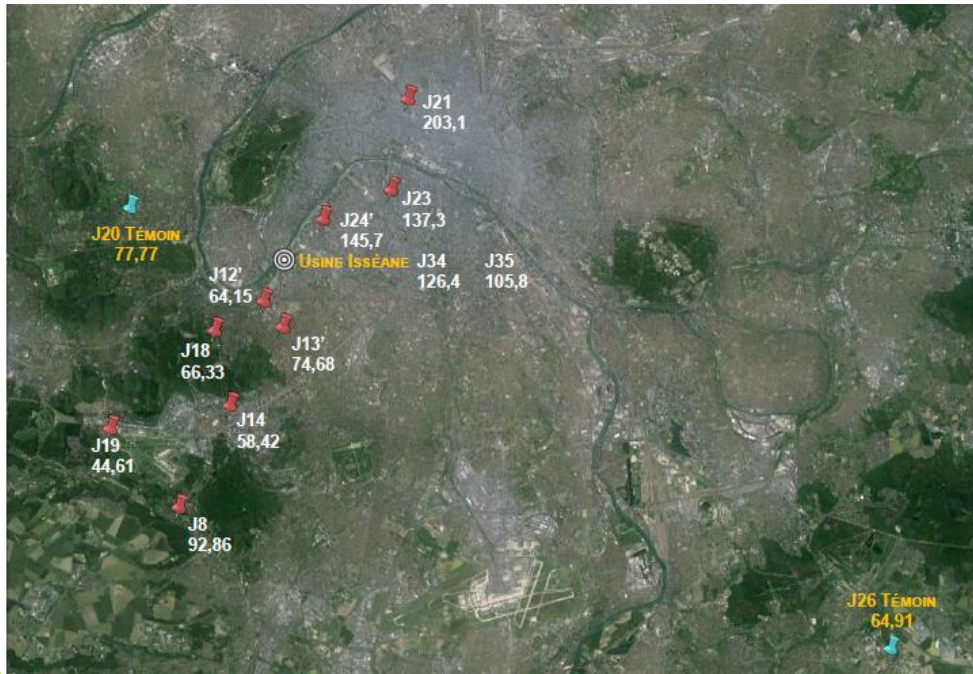 J21
203,1
J23
137,3
J24'
145,7
J20 TÉMOIN
77,77
USINE ISSÉANE
J34
126,4
J35
105,8
J12'
64,15
J13'
74,68
J18
66,33
J14
58,42
J19
44,61
J8
92,86
J26 TÉMOIN
64,91